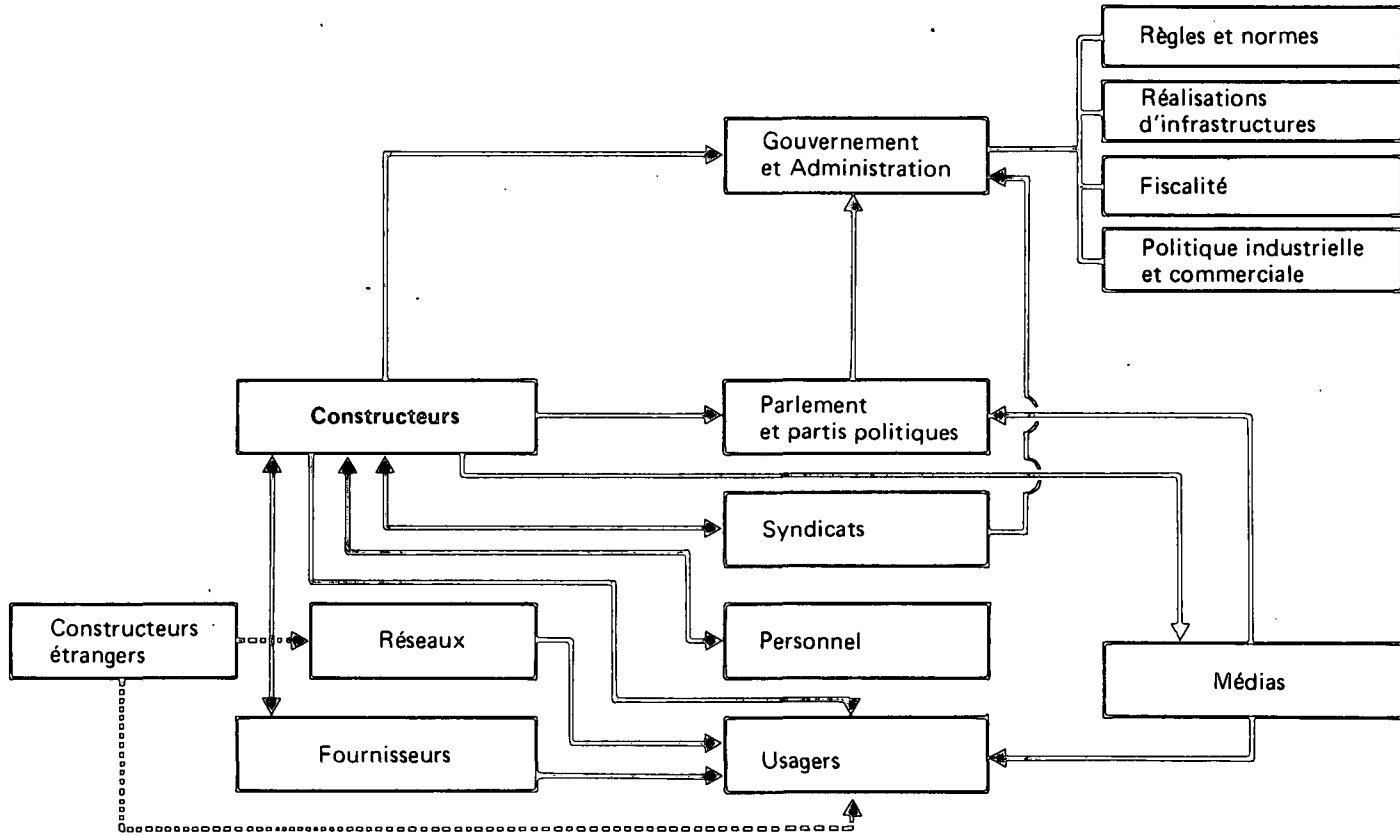 Règles et normes
Réalisations
d'infrastructures
Gouvernement
et Administration
Fiscalité
Politique industrielle
et commerciale
Constructeurs
Parlement
et partis politiques
Syndicats
Constructeurs
étrangers
Réseaux
Personnel
Médias
Fournisseurs
Usagers